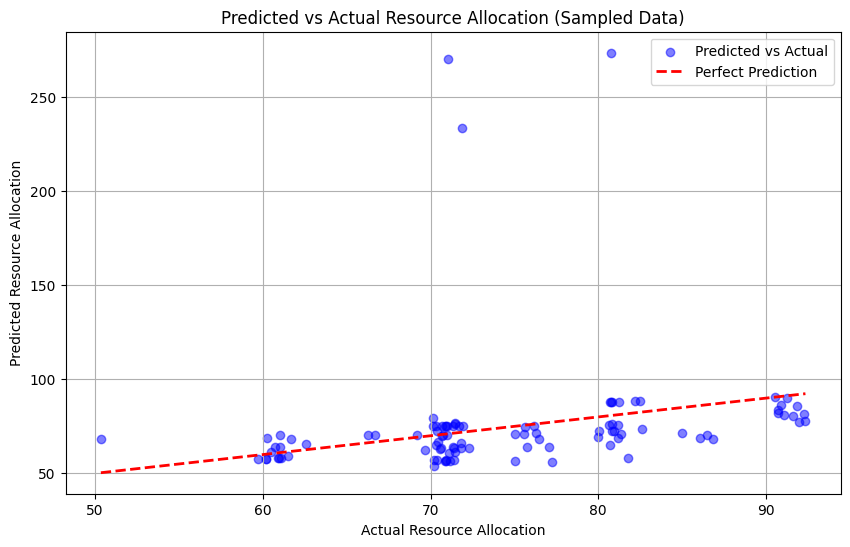 Predicted vs Actual Resource Allocation (Sampled Data)
Predicted vs Actual
Perfect Prediction
Predicted Resource Allocation
250
200
150
100
50
50 60 70 80 90
Actual Resource Allocation